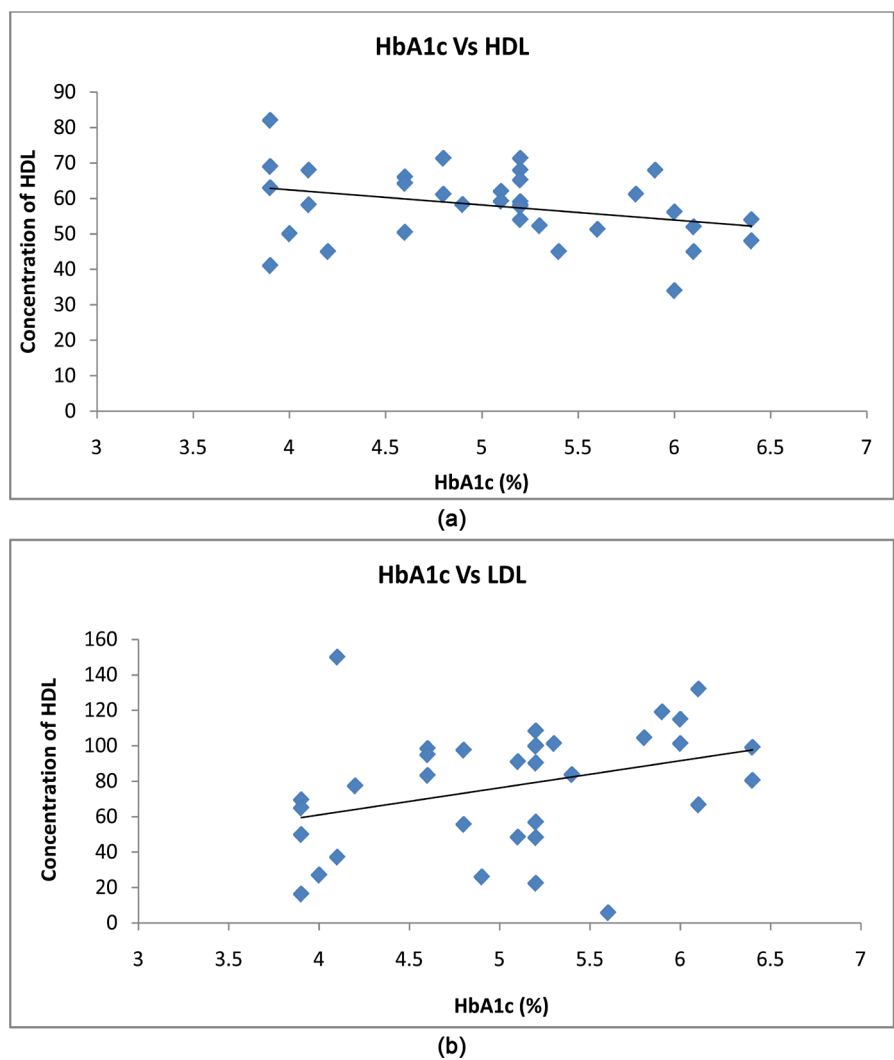 HbA1c Vs HDL
Concentration of HDL
90
80
70
60
50
40
30
20
10
0
3 3.5 4 4.5 5 5.5 6 6.5 7
HbA1c (%)
(a)
HbA1c Vs LDL
Concentration of HDL
160
140
120
100
80
60
40
20
0
3 3.5 4 4.5 5 5.5 6 6.5 7
HbA1c (%)
(b)